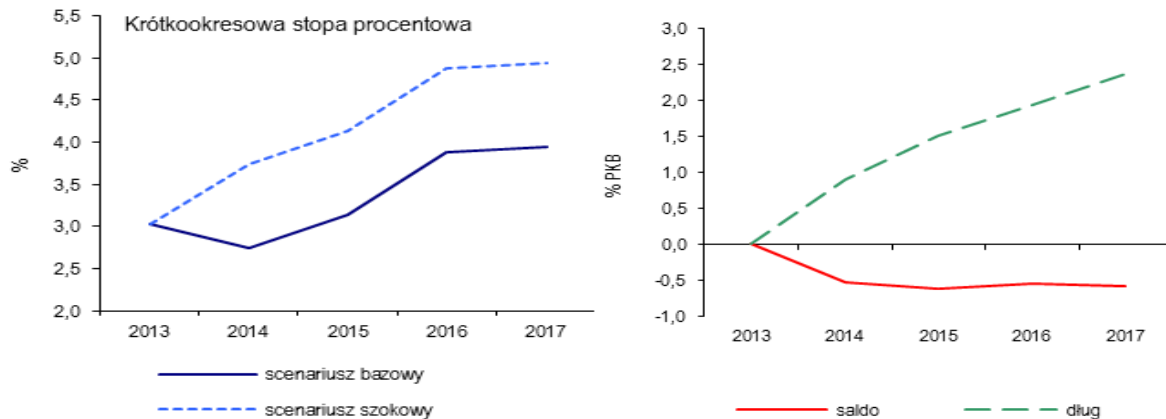 Krótkookresowa stopa procentowa
5,5
5,0
4,5
4,0
3,5
3,0
2,5
2,0
%
2013 2014 2015 2016 2017
scenariusz bazowy
scenariusz szokowy
3,0
2,5
2,0
1,5
1,0
0,5
0,0
-0,5
-1,0
% PKB
2013 2014 2015 2016 2017
saldo dług